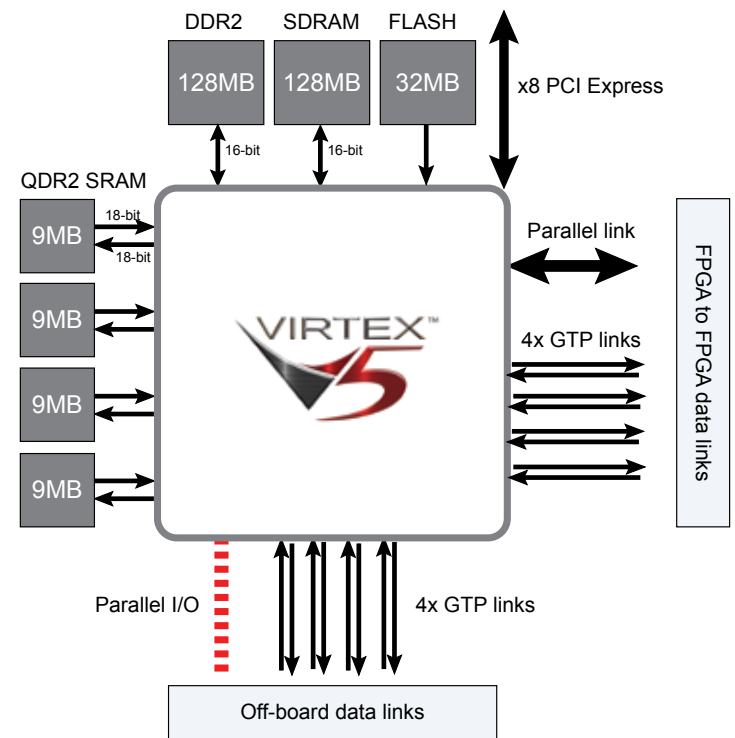 DDR2
SDRAM
FLASH
128MB
128MB
32MB
x8 PCI Express
16-bit
16-bit
QDR2 SRAM
9MB
18-bit
18-bit
9MB
9MB
9MB
VIRTEX™
5
Parallel link
4x GTP links
FPGA to FPGA data links
Parallel I/O
4x GTP links
Off-board data links